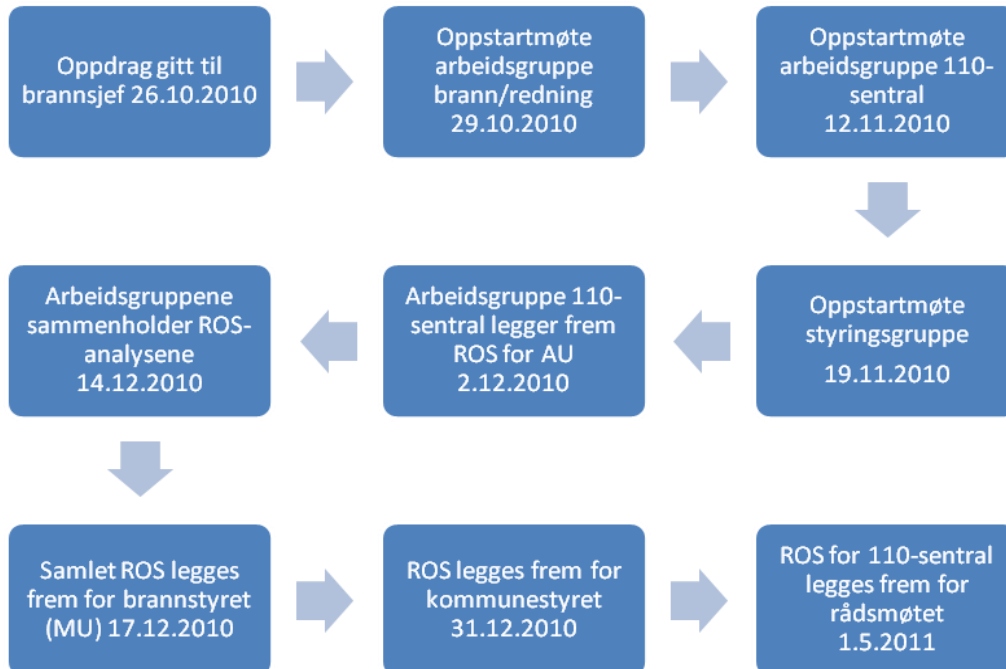 Oppdrag gitt til
brannsjef 26.10.2010
Oppstartmøte
arbeidsgruppe
brann/redning
29.10.2010
Oppstartmøte
arbeidsgruppe 110-
sentral
12.11.2010
Oppstartmøte
styringsgruppe
19.11.2010
Arbeidsgruppe 110-
sentral legger frem
ROS for AU
2.12.2010
Arbeidsgruppene
sammenholder ROS-
analysene
14.12.2010
Samlet ROS legges
frem for brannstyret
(MU) 17.12.2010
ROS legges frem for
kommunestyret
31.12.2010
ROS for 110-sentral
legges frem for
rådsmøtet
1.5.2011